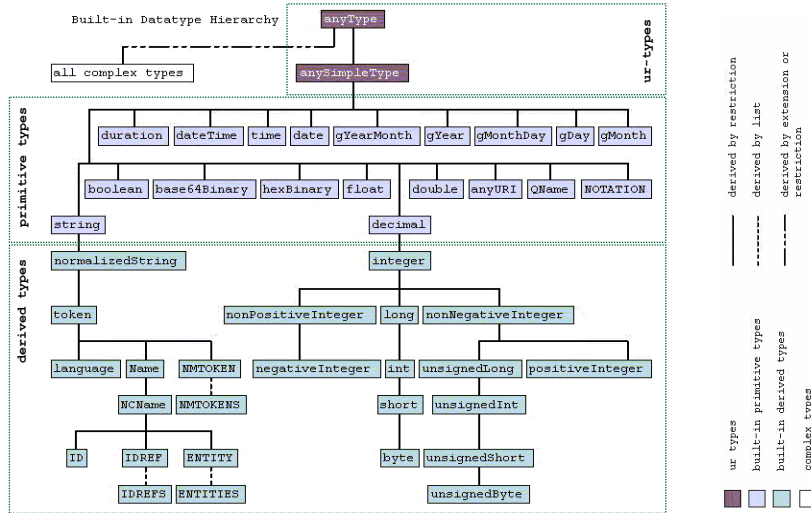 Built-in Datatype Hierarchy
anyType
all complex types
anySimpleType
ur-types
primitive types
duration
dateTime
time
date
gYearMonth
gYear
gMonthDay
gDay
gMonth
boolean
base64Binary
hexBinary
float
double
anyURI
QName
NOTATION
string
decimal
derived types
normalizedString
integer
token
nonPositiveInteger
long
nonNegativeInteger
language
Name
NMTOKEN
negativeInteger
int
unsignedLong
positiveInteger
NCName
NMTOKENS
short
unsignedInt
ID
IDREF
ENTITY
byte
unsignedShort
IDREFS
ENTITIES
unsignedByte
derived by restriction
derived by list
derived by extension or
restriction
ur types
built-in primitive types
built-in derived types
complex types